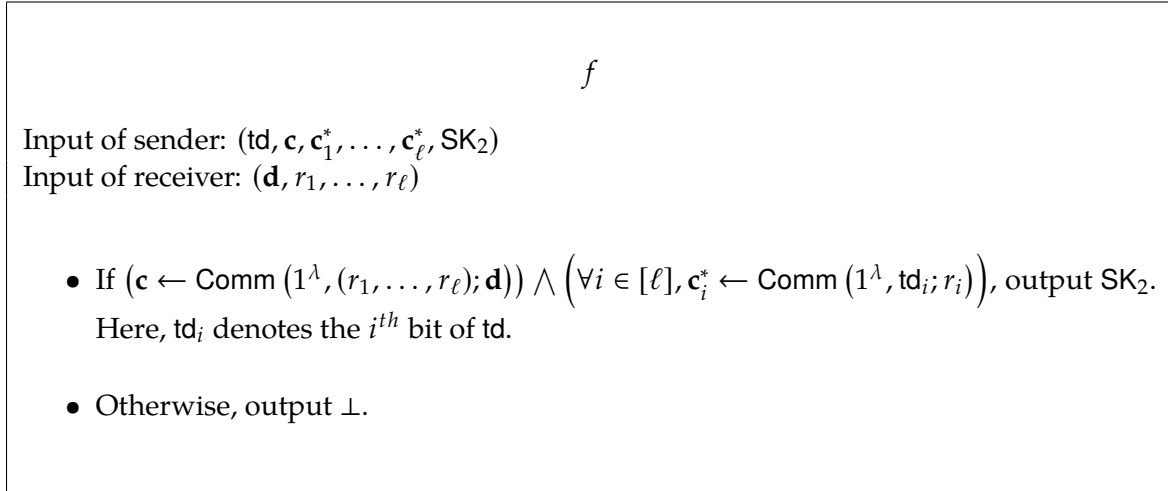 f
Input of sender: (td, c, c*_1, . . . , c*_ℓ, SK_2)
Input of receiver: (d, r_1, . . . , r_ℓ)
• If (c ← Comm (1^λ, (r_1, . . . , r_ℓ); d)) ∧ (∀i ∈ [ℓ], c*_i ← Comm (1^λ, td_i; r_i)), output SK_2.
Here, td_i denotes the i^th bit of td.
• Otherwise, output ⊥.